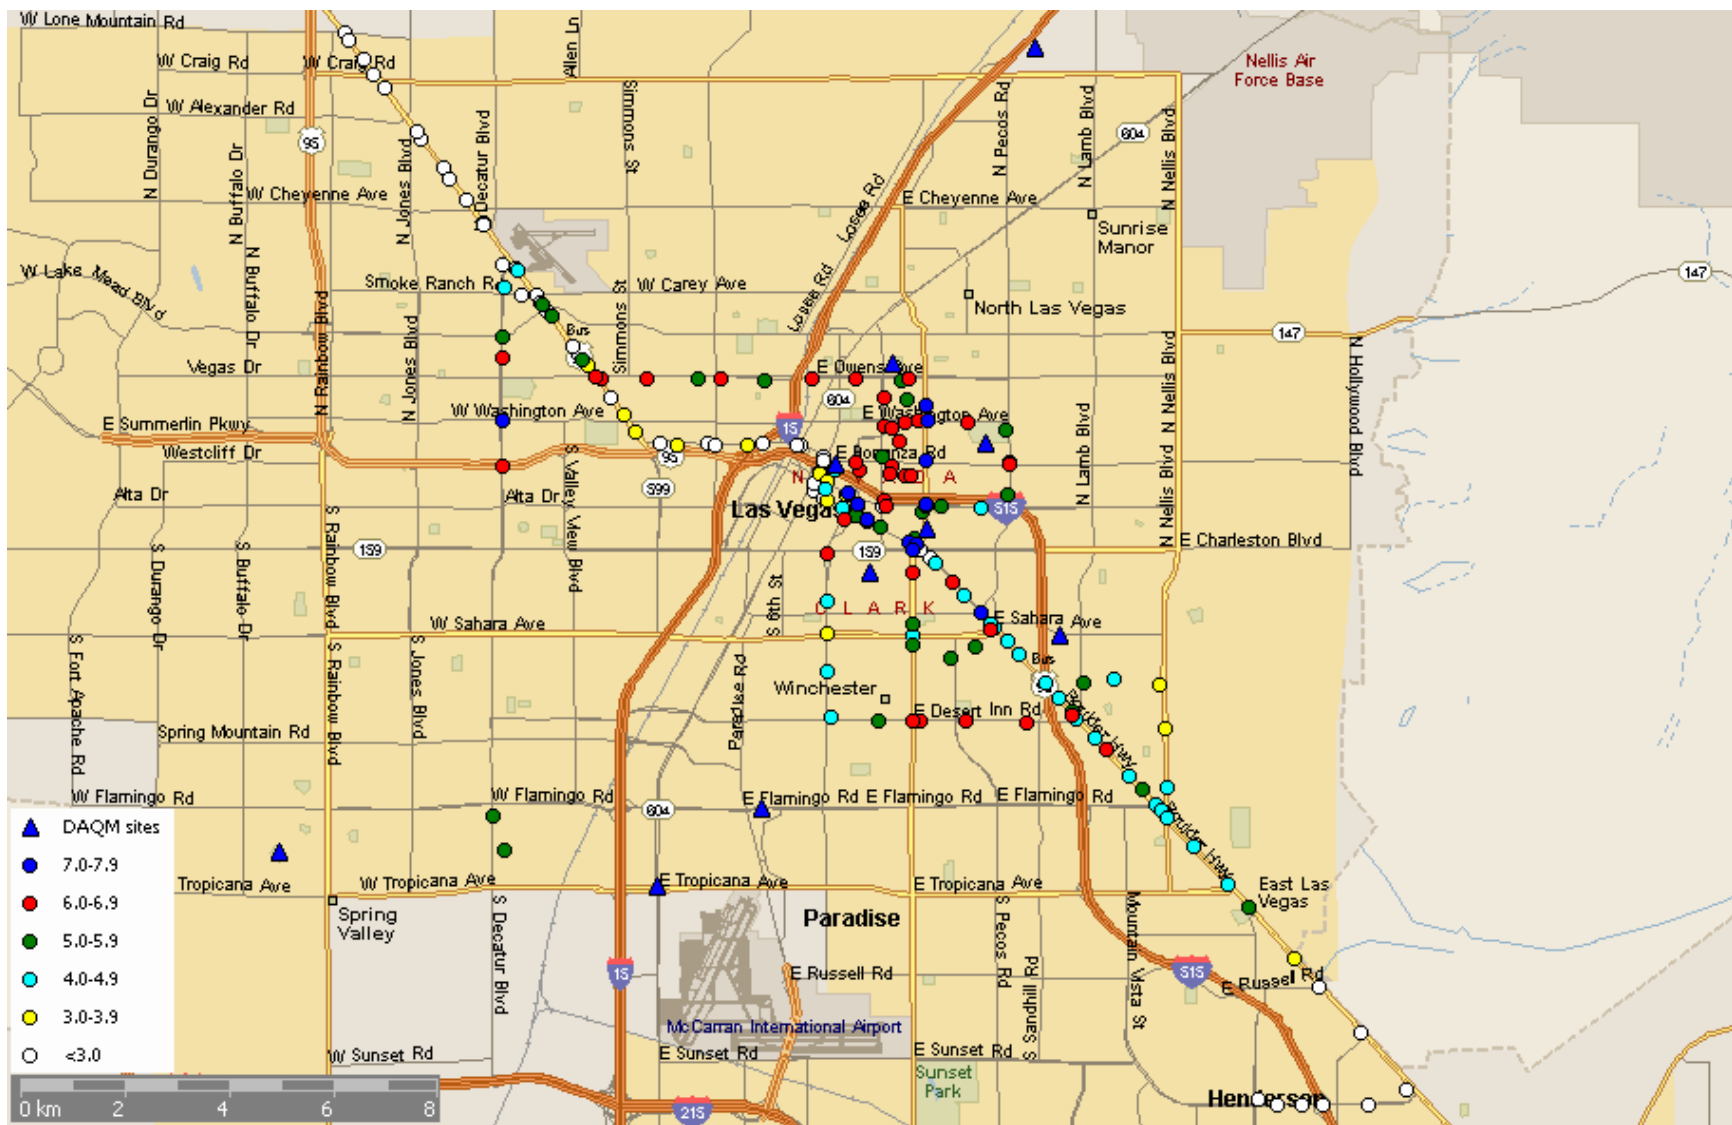 W Lone Mountain Rd
W Craig Rd
W Craig Rd
Allen Ln
Nellis Air
Force Base
W Alexander Rd
N Durango Dr
N Buffalo Dr
95
N Jones Blvd
Decatur Blvd
Simmons St
N Pecos Rd
N Lamb Blvd
604
N Nellis Blvd
W Cheyenne Ave
E Cheyenne Ave
Losee Rd
Sunrise
Manor
W Lake Mead Blvd
N Buffalo Dr
Smoke Ranch R
W Carey Ave
Simmons St
Losee Rd
North Las Vegas
147
147
N Rainbow Blvd
N Jones Blvd
Bus
Vegas Dr
E Owens Ave
N Nellis Blvd
N Hollywood Blvd
W Washington Ave
604
E Washington Ave
E Summerlin Pkwy
15
N Lamb Blvd
Westcliff Dr
95
E Bonanza Rd
S Valley View Blvd
N D A
Alta Dr
Alta Dr
599
Las Vegas
515
N Nellis Blvd
S Rainbow Blvd
159
159
E Charleston Blvd
S Durango Dr
S Buffalo Dr
S 6th St
C L A R K
W Sahara Ave
E Sahara Ave
S Fort Apache Rd
S Rainbow Blvd
S Jones Blvd
Paradise Rd
Bus
Winchester
E Desert Inn Rd
Boulder Hwy
Spring Mountain Rd
W Flamingo Rd
W Flamingo Rd
604
E Flamingo Rd
E Flamingo Rd
E Flamingo Rd
Boulder Hwy
DAQM sites
7.0-7.9
6.0-6.9
5.0-5.9
4.0-4.9
3.0-3.9
<3.0
Tropicana Ave
W Tropicana Ave
E Tropicana Ave
E Tropicana Ave
East Las
Vegas
Spring
Valley
S Decatur Blvd
Paradise
S Pecos Rd
Mountain Vista St
15
E Russell Rd
S Sandhill Rd
515
E Russel Rd
McCarran International Airport
W Sunset Rd
E Sunset Rd
E Sunset Rd
Sunset
Park
Henderson
0 km 2 4 6 8
215